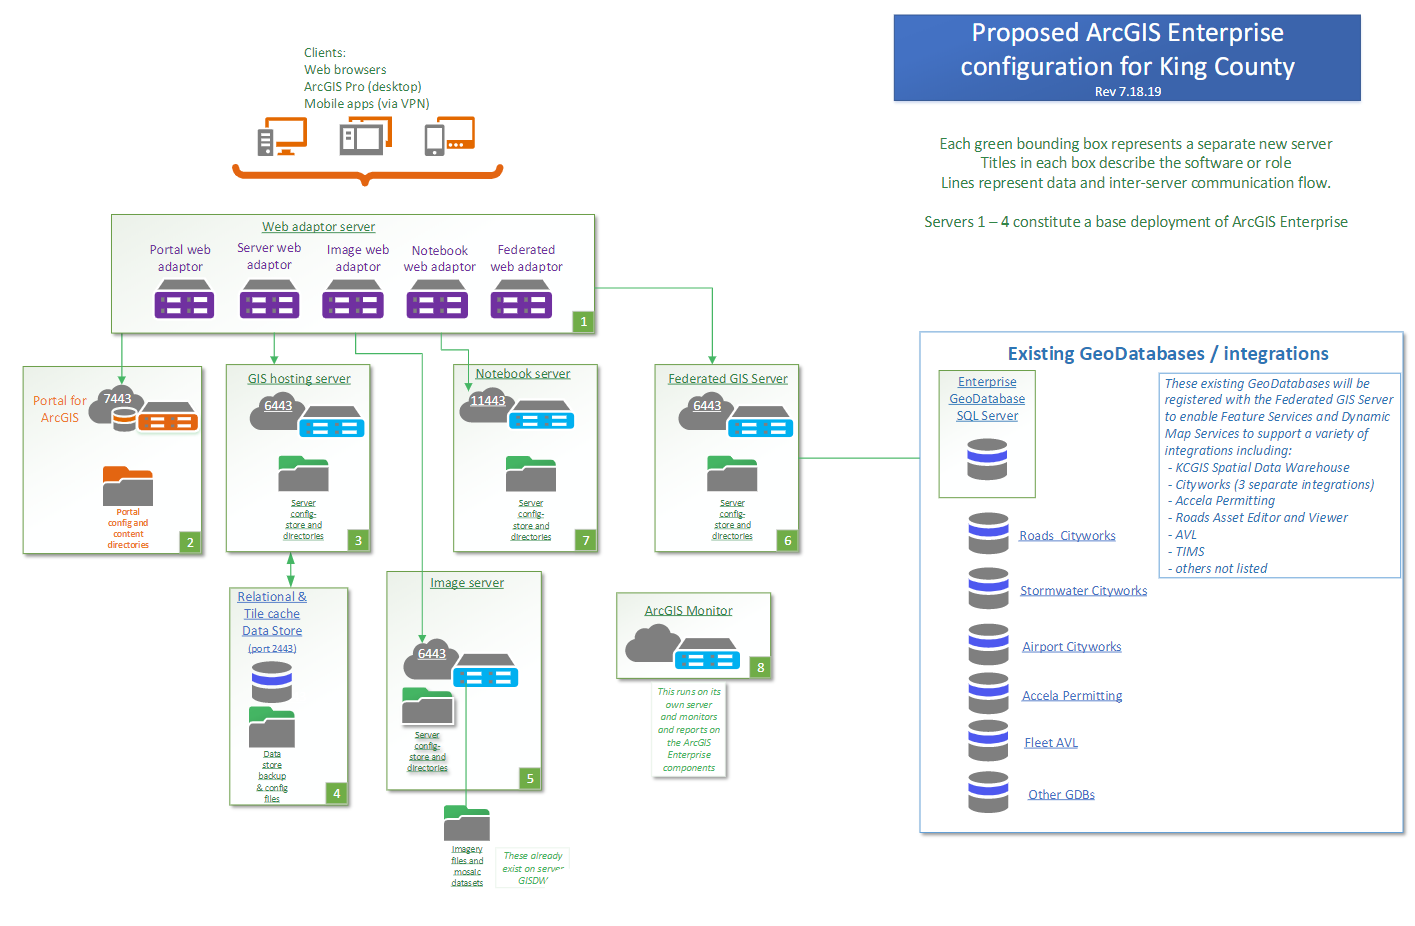 Proposed ArcGIS Enterprise
configuration for King County
Rev 7.18.19
Clients:
Web browsers
ArcGIS Pro (desktop)
Mobile apps (via VPN)
Each green bounding box represents a separate new server
Titles in each box describe the software or role
Lines represent data and inter-server communication flow.
Servers 1 – 4 constitute a base deployment of ArcGIS Enterprise
Web adaptor server
Portal web
adaptor
Server web
adaptor
Image web
adaptor
Notebook
web adaptor
Federated
web adaptor
1
Portal for
ArcGIS
7443
Portal
config and
content
directories
2
GIS hosting server
6443
Server
config-
store and
directories
3
Notebook server
11443
Server
config-
store and
directories
7
Federated GIS Server
6443
Server
config-
store and
directories
6
Relational &
Tile cache
Data Store
(port 2443)
Data
store
backup
& config
files
4
Image server
6443
Server
config-
store and
directories
5
Imagery
files and
mosaic
datasets
These already
exist on server
GISDW
ArcGIS Monitor
8
This runs on its
own server
and monitors
and reports on
the ArcGIS
Enterprise
components
Existing GeoDatabases / integrations
Enterprise
GeoDatabase
SQL Server
Roads Cityworks
Stormwater Cityworks
Airport Cityworks
Accela Permitting
Fleet AVL
Other GDBs
These existing GeoDatabases will be
registered with the Federated GIS Server
to enable Feature Services and Dynamic
Map Services to support a variety of
integrations including:
- KCGIS Spatial Data Warehouse
- Cityworks (3 separate integrations)
- Accela Permitting
- Roads Asset Editor and Viewer
- AVL
- TIMS
- others not listed